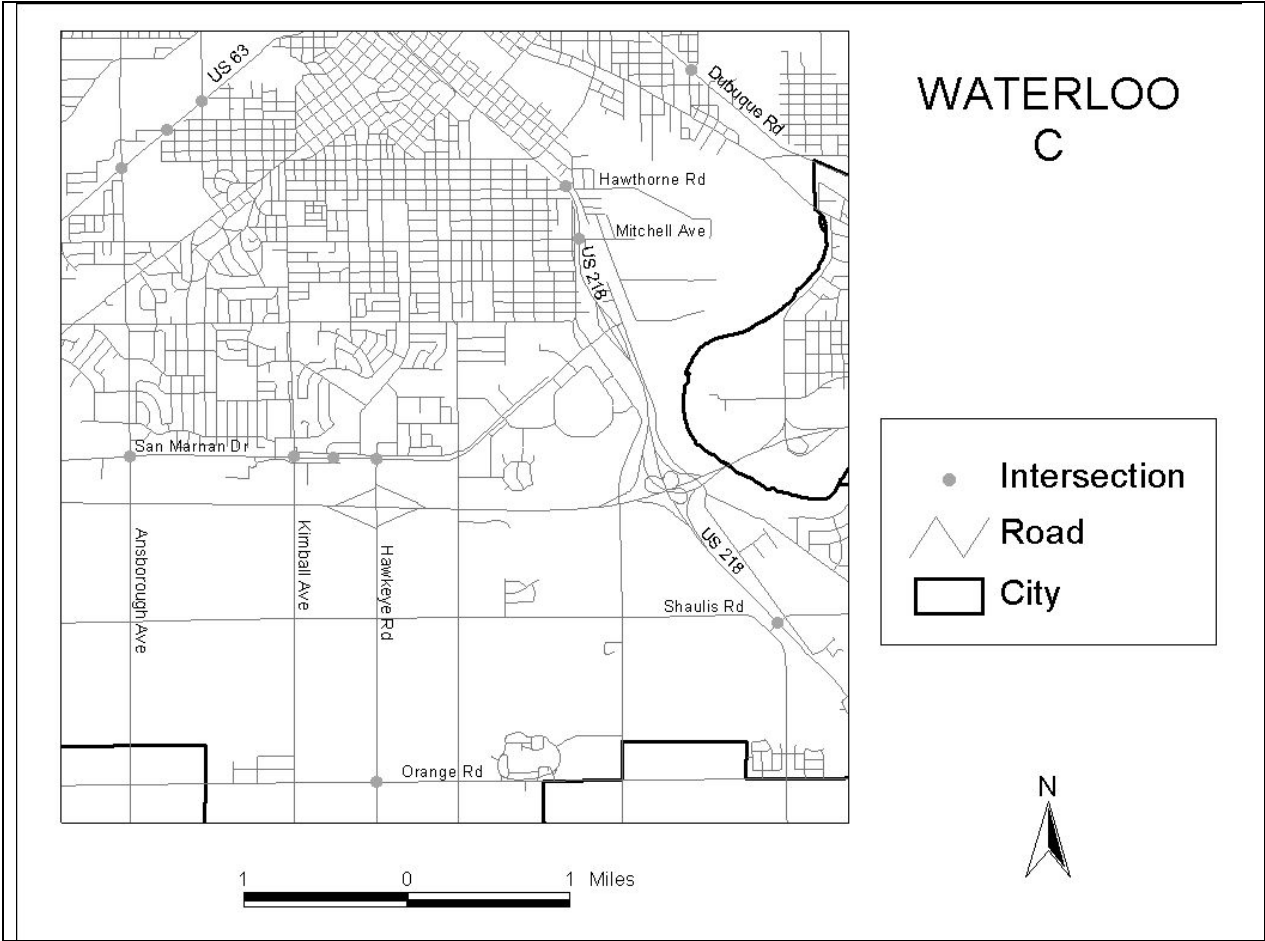 WATERLOO
C
US 63
Dubuque Rd
Hawthorne Rd
Mitchell Ave
US 218
San Marnan Dr
Ansborough Ave
Kimball Ave
Hawkeye Rd
US 218
Shaulis Rd
Orange Rd
Intersection
Road
City
N
1 0 1 Miles